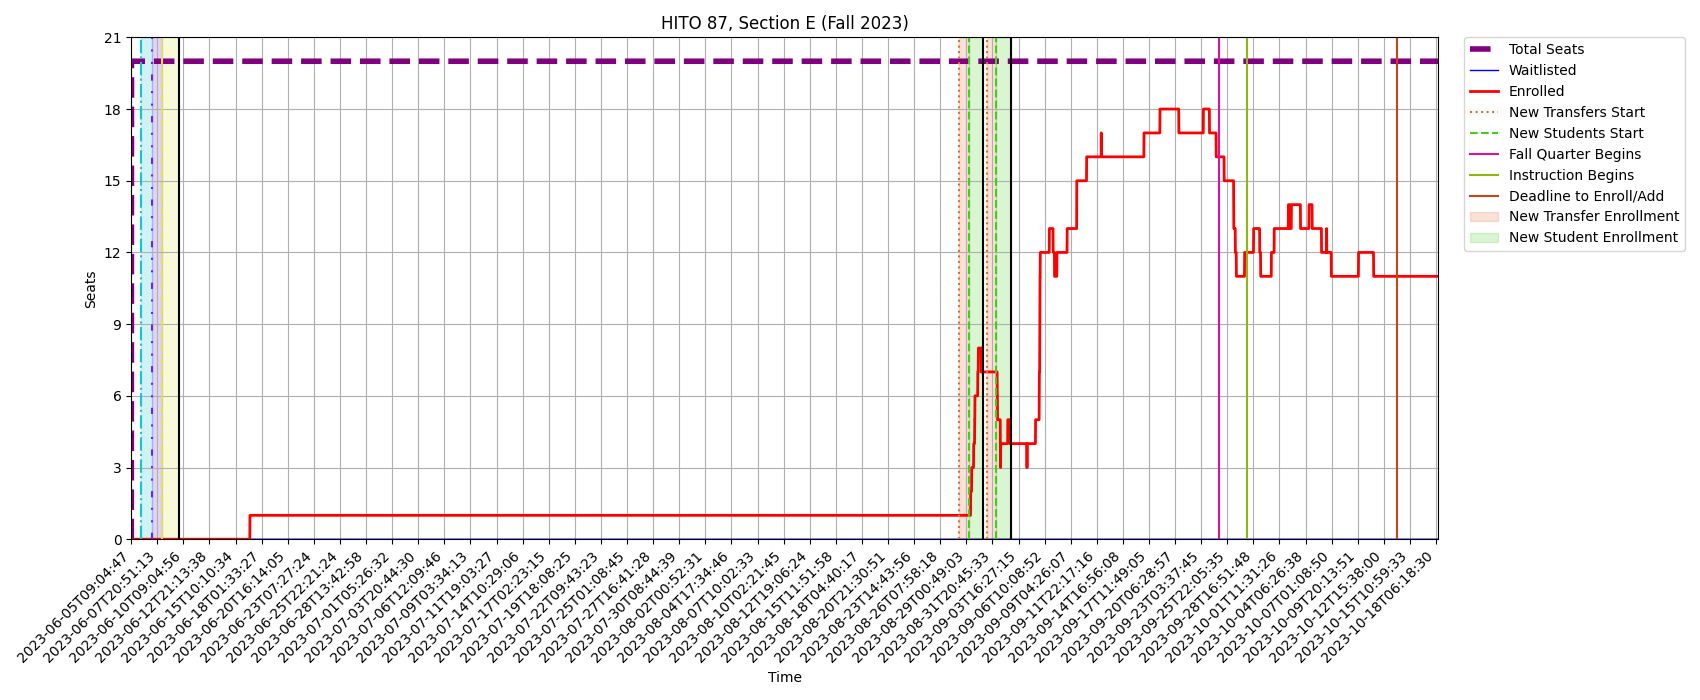 HITO 87, Section E (Fall 2023)
Seats
21
18
15
12
9
6
3
0
2023-06-05T09:04:47
2023-06-07T20:51:13
2023-06-10T09:04:56
2023-06-12T21:13:38
2023-06-15T10:10:34
2023-06-18T01:33:27
2023-06-20T16:14:05
2023-06-23T07:27:24
2023-06-25T22:21:24
2023-06-28T13:42:58
2023-07-01T05:26:32
2023-07-03T20:44:30
2023-07-06T12:09:46
2023-07-09T03:34:13
2023-07-11T19:03:27
2023-07-14T10:29:06
2023-07-17T02:23:15
2023-07-19T18:08:25
2023-07-22T09:43:23
2023-07-25T01:08:45
2023-07-27T16:41:28
2023-07-30T08:44:39
2023-08-02T00:52:31
2023-08-04T17:34:46
2023-08-07T10:02:33
2023-08-10T02:21:45
2023-08-12T19:06:24
2023-08-15T11:51:58
2023-08-18T04:40:17
2023-08-20T21:30:51
2023-08-23T14:43:56
2023-08-26T07:58:18
2023-08-29T00:49:03
2023-08-31T20:45:33
2023-09-03T16:27:15
2023-09-06T10:08:52
2023-09-09T04:26:07
2023-09-11T22:17:16
2023-09-14T16:56:08
2023-09-17T11:49:05
2023-09-20T06:28:57
2023-09-23T03:37:45
2023-09-25T22:05:35
2023-09-28T16:51:48
2023-10-01T11:31:26
2023-10-04T06:26:38
2023-10-07T01:08:50
2023-10-09T20:13:51
2023-10-12T15:38:00
2023-10-15T10:59:33
2023-10-18T06:18:30
Time
Total Seats
Waitlisted
Enrolled
New Transfers Start
New Students Start
Fall Quarter Begins
Instruction Begins
Deadline to Enroll/Add
New Transfer Enrollment
New Student Enrollment